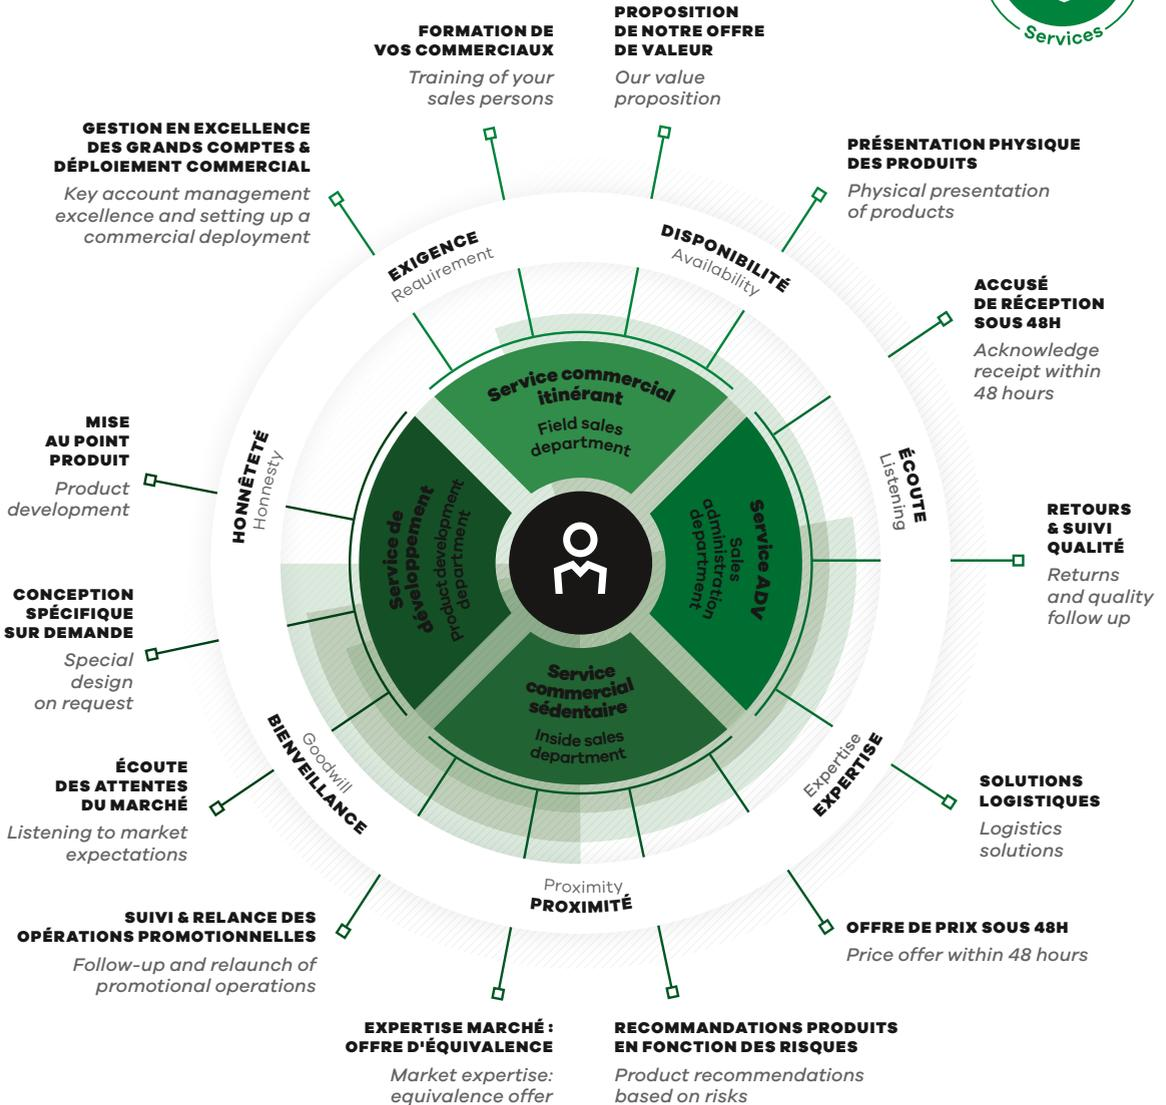 Services
FORMATION DE
VOS COMMERCIAUX
Training of your
sales persons
PROPOSITION
DE NOTRE OFFRE
DE VALEUR
Our value
proposition
GESTION EN EXCELLENCE
DES GRANDS COMPTES &
DÉPLOIEMENT COMMERCIAL
Key account management
excellence and setting up a
commercial deployment
PRÉSENTATION PHYSIQUE
DES PRODUITS
Physical presentation
of products
ACCUSÉ
DE RÉCEPTION
SOUS 48H
Acknowledge
receipt within
48 hours
RETOURS
& SUIVI
QUALITÉ
Returns
and quality
follow up
SOLUTIONS
LOGISTIQUES
Logistics
solutions
OFFRE DE PRIX SOUS 48H
Price offer within 48 hours
RECOMMANDATIONS PRODUITS
EN FONCTION DES RISQUES
Product recommendations
based on risks
EXPERTISE MARCHÉ :
OFFRE D'ÉQUIVALENCE
Market expertise:
equivalence offer
SUIVI & RELANCE DES
OPÉRATIONS PROMOTIONNELLES
Follow-up and relaunch of
promotional operations
ÉCOUTE
DES ATTENTES
DU MARCHÉ
Listening to market
expectations
CONCEPTION
SPÉCIFIQUE
SUR DEMANDE
Special
design
on request
MISE
AU POINT
PRODUIT
Product
development
EXIGENCE
Requirement
DISPONIBILITÉ
Availability
ÉCOUTE
Listening
Expertise
EXPERTISE
Proximity
PROXIMITÉ
Goodwill
BIENVEILLANCE
HONNÊTETÉ
Honnesty
Service commercial
itinérant
Field sales
department
Service ADV
Sales
administration
department
Service
commercial
sédentaire
Inside sales
department
Service de
développement
Product development
department